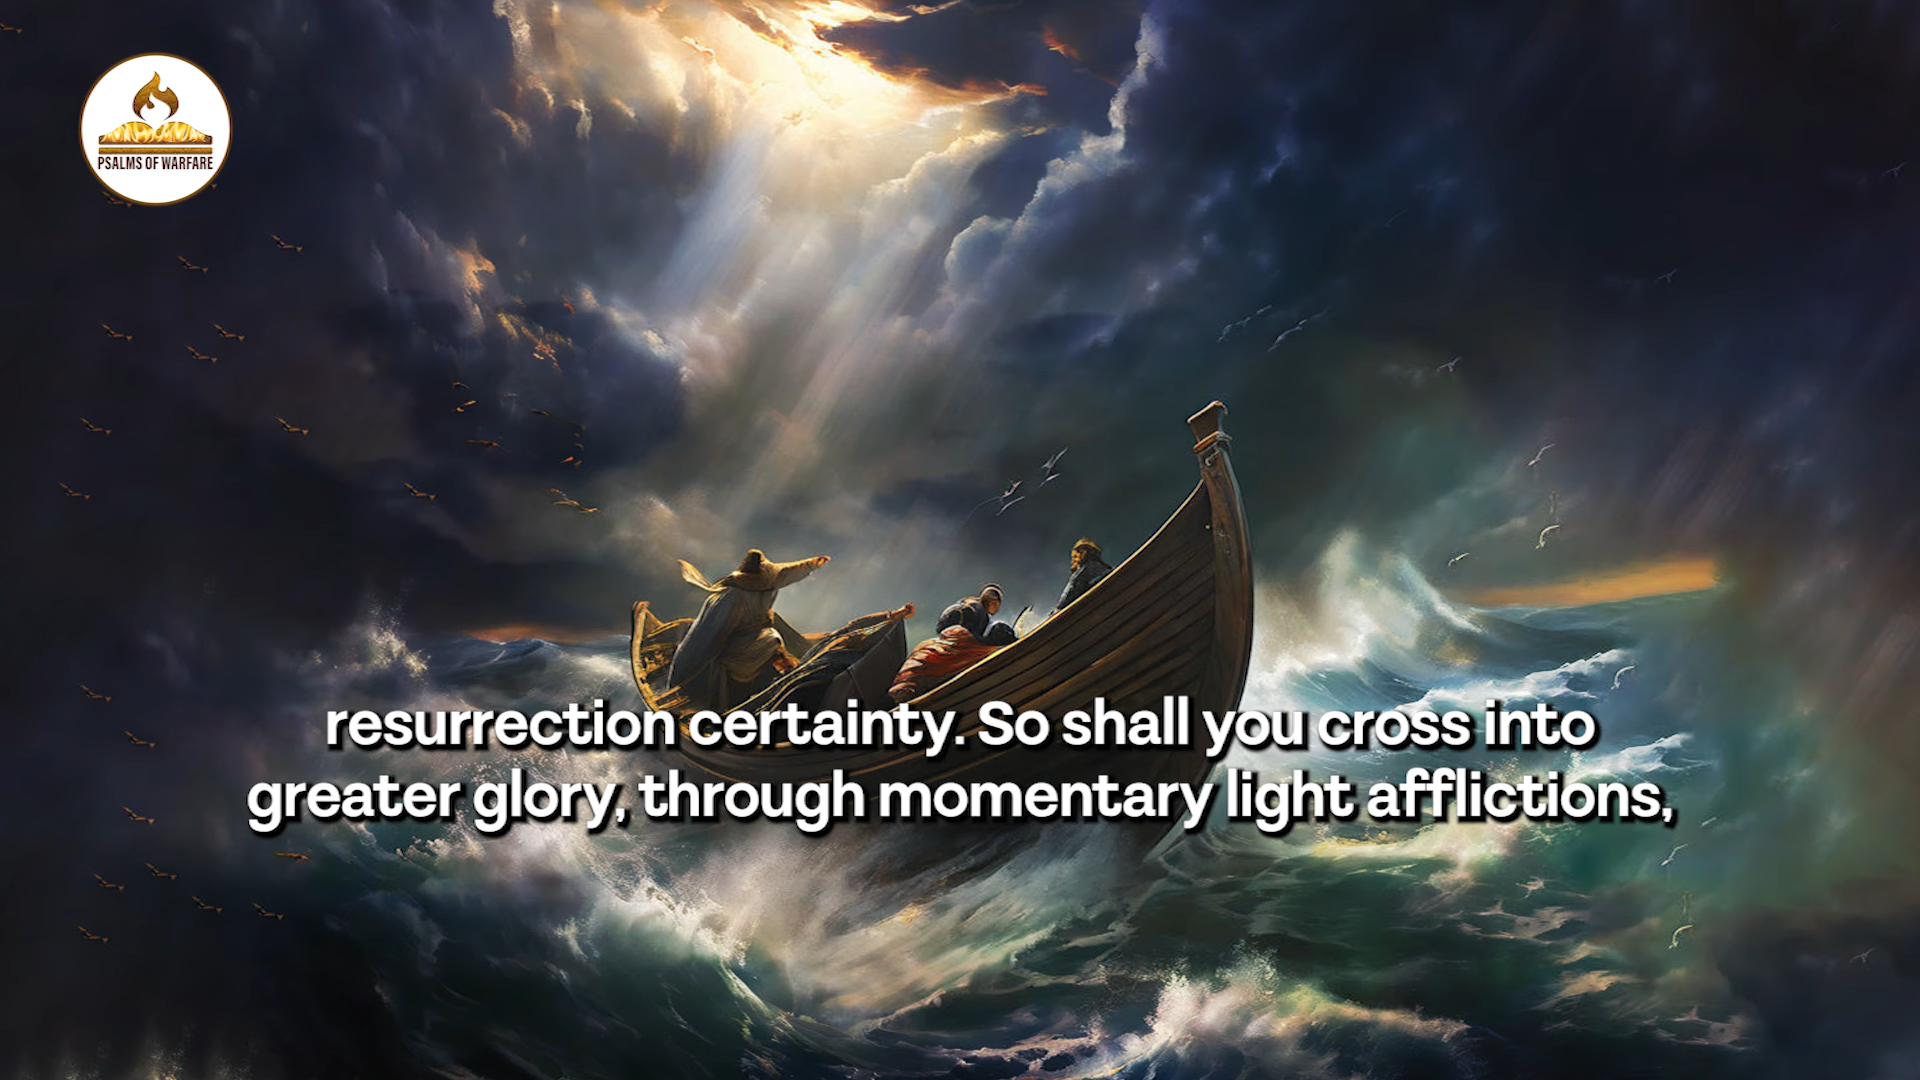 PSALMS OF WARFARE
resurrection certainty. So shall you cross into
greater glory, through momentary light afflictions,